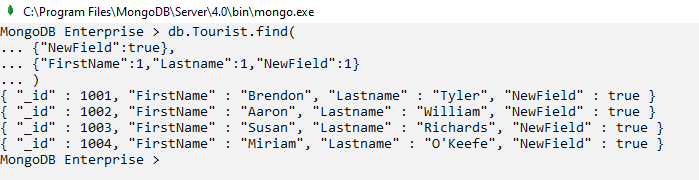 C:\Program Files\MongoDB\Server\4.0\bin\mongo.exe
MongoDB Enterprise > db.Tourist.find(
... {"NewField":true},
... {"FirstName":1,"Lastname":1,"NewField":1}
... )
{ "_id" : 1001, "FirstName" : "Brendon", "Lastname" : "Tyler", "NewField" : true }
{ "_id" : 1002, "FirstName" : "Aaron", "Lastname" : "William", "NewField" : true }
{ "_id" : 1003, "FirstName" : "Susan", "Lastname" : "Richards", "NewField" : true }
{ "_id" : 1004, "FirstName" : "Miriam", "Lastname" : "O'Keefe", "NewField" : true }
MongoDB Enterprise >